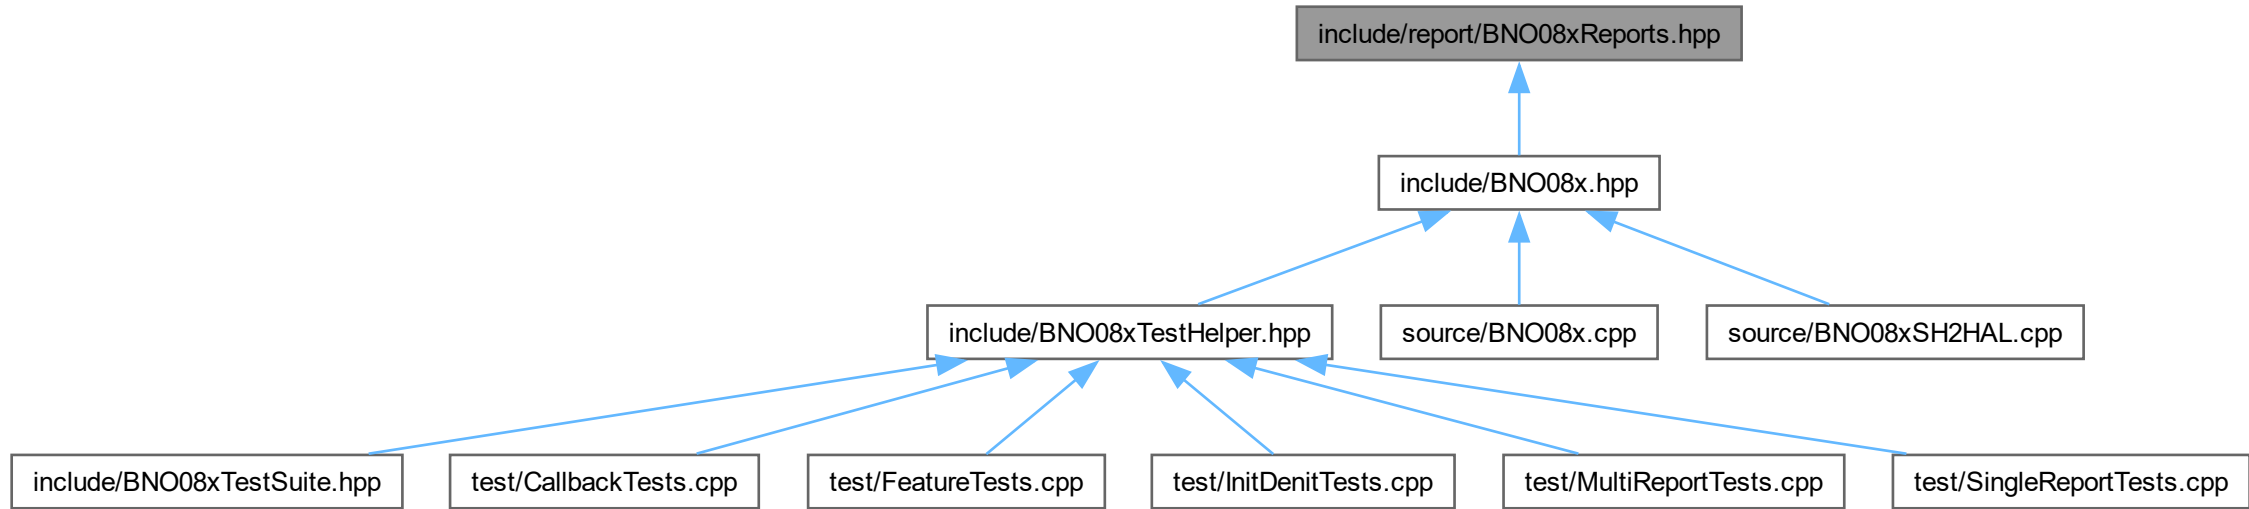 include/report/BNO08xReports.hpp
include/BNO08x.hpp
include/BNO08xTestHelper.hpp
source/BNO08x.cpp
source/BNO08xSH2HAL.cpp
include/BNO08xTestSuite.hpp
test/CallbackTests.cpp
test/FeatureTests.cpp
test/InitDenitTests.cpp
test/MultiReportTests.cpp
test/SingleReportTests.cpp